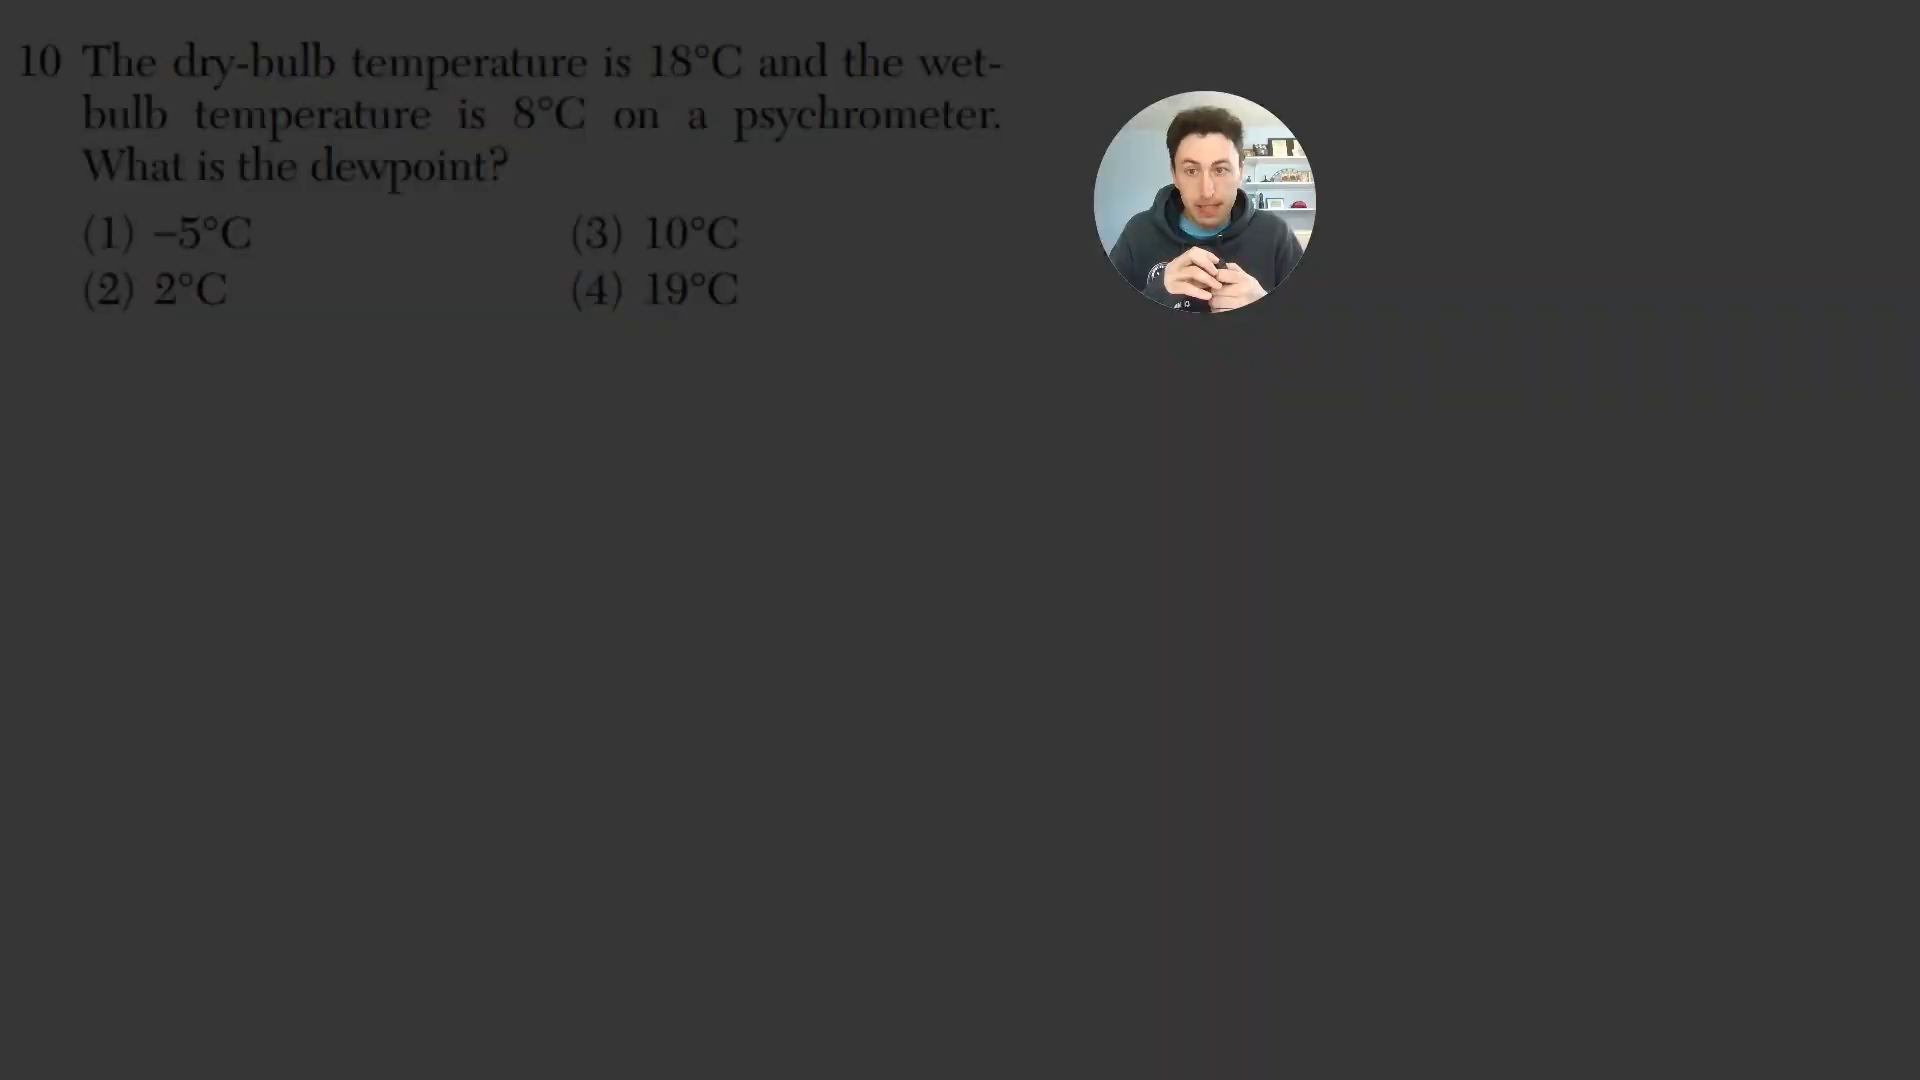 10 The dry-bulb temperature is 18°C and the wet-
bulb temperature is 8°C on a psychrometer.
What is the dewpoint?
(1) –5°C (3) 10°C
(2) 2°C (4) 19°C